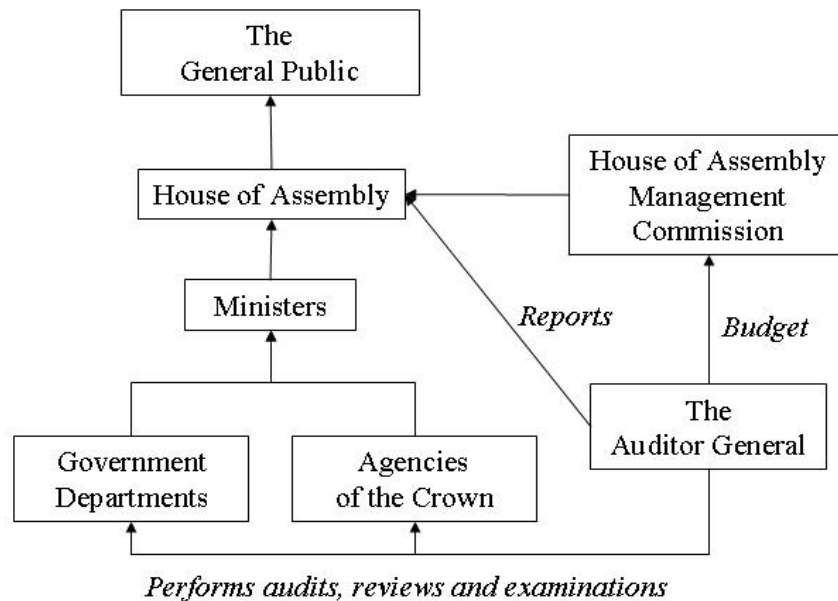 The
General Public
House of Assembly
House of Assembly
Management
Commission
Ministers
Reports
Budget
The
Auditor General
Government
Departments
Agencies
of the Crown
Performs audits, reviews and examinations